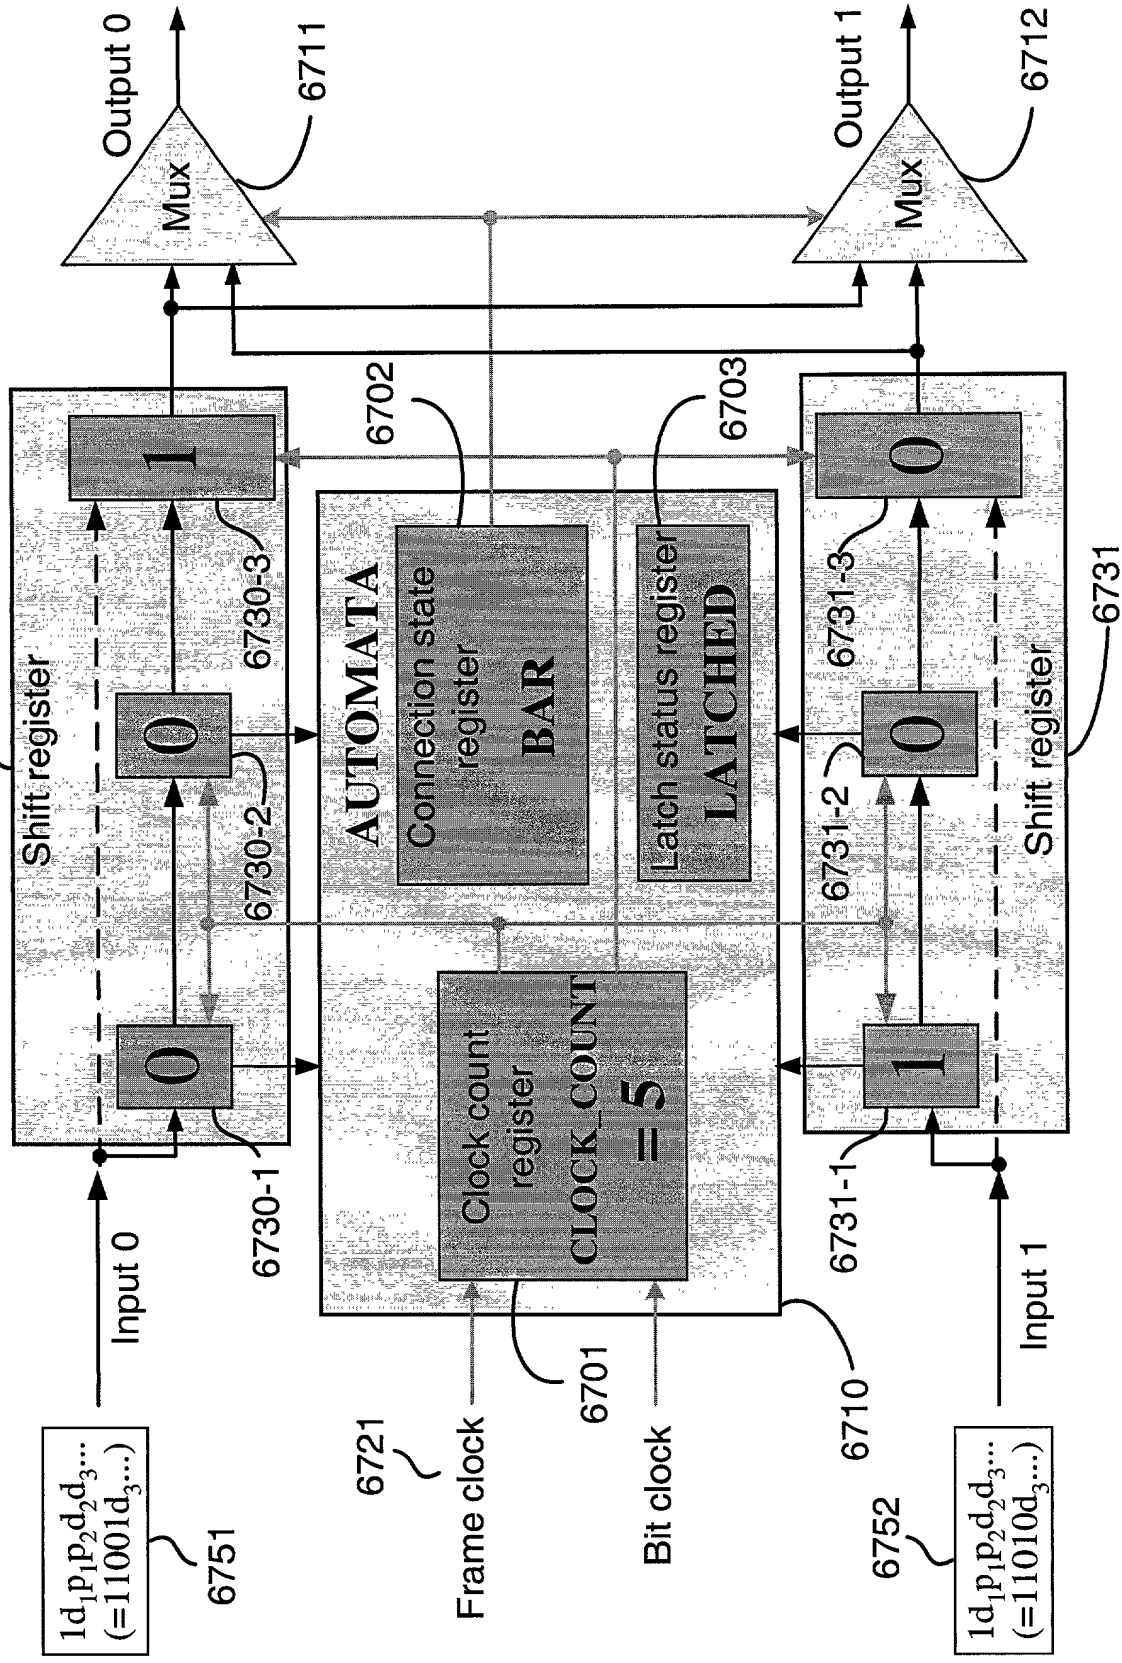 Output 0
6711
Mux
Output 1
6712
Mux
Shift register
0
0
1
6730-1
6730-2
6730-3
AUTOMATA
Connection state
register
BAR
6702
Latch status register
LATCHED
6703
Clock count
register
CLOCK_COUNT
= 5
6701
6710
Input 0
1d₁p₁p₂d₂d₃...
(=11001d₃...)
6751
6721
Frame clock
Bit clock
Input 1
1d₁p₁p₂d₂d₃...
(=11010d₃...)
6752
1
0
0
6731-1
6731-2
6731-3
Shift register
6731